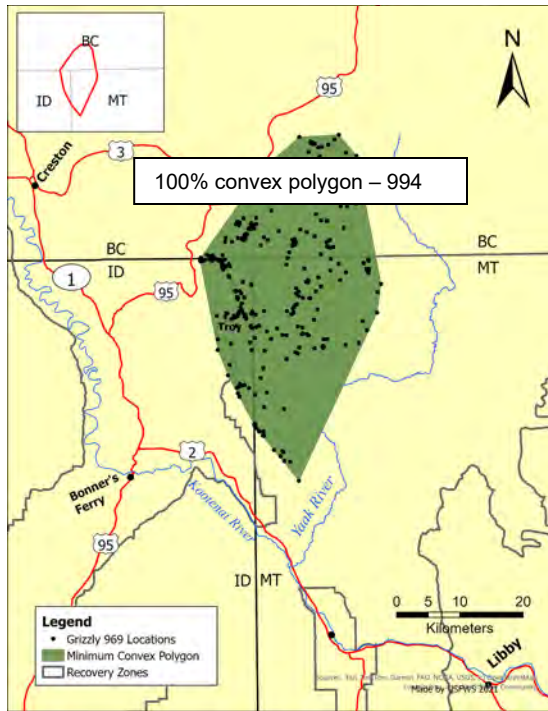 BC
ID
MT
N
95
3
Creston
100% convex polygon – 994
BC
BC
ID
MT
1
95
Troy
2
Bonner's
Ferry
Kootenai River
Yaak River
95
ID
MT
0
5
10
20
Kilometers
Libby
Legend
Grizzly 969 Locations
Minimum Convex Polygon
Recovery Zones
Made by USFWS 2021